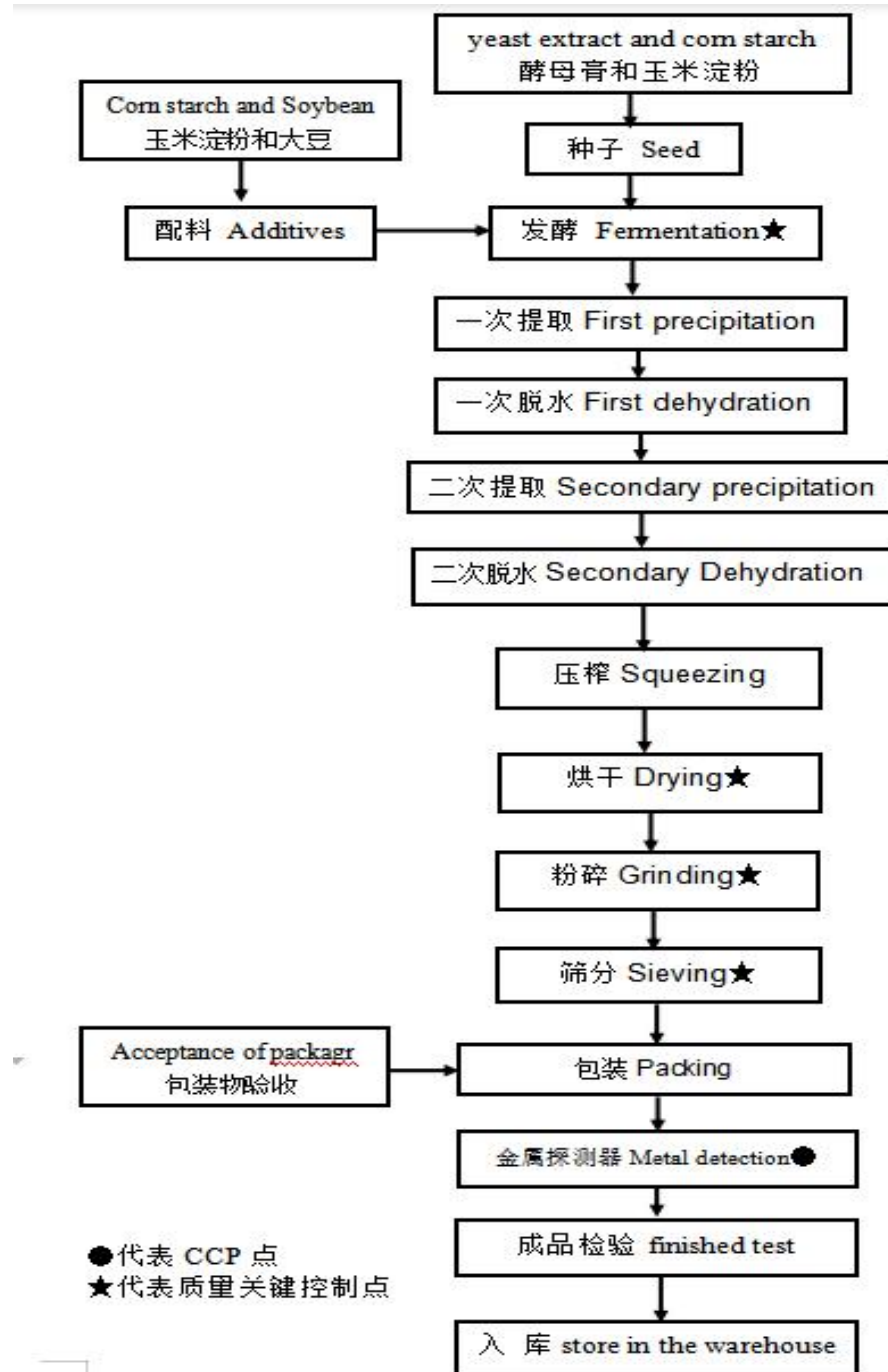 yeast extract and corn starch
酵母膏和玉米淀粉
Corn starch and Soybean
玉米淀粉和大豆
种子 Seed
配料 Additives
发酵 Fermentation★
一次提取 First precipitation
一次脱水 First dehydration
二次提取 Secondary precipitation
二次脱水 Secondary Dehydration
压榨 Squeezing
烘干 Drying★
粉碎 Grinding★
筛分 Sieving★
Acceptance of packagr
包装物验收
包装 Packing
金属探测器 Metal detection●
成品检验 finished test
●代表 CCP 点
★代表质量关键控制点
入 库 store in the warehouse